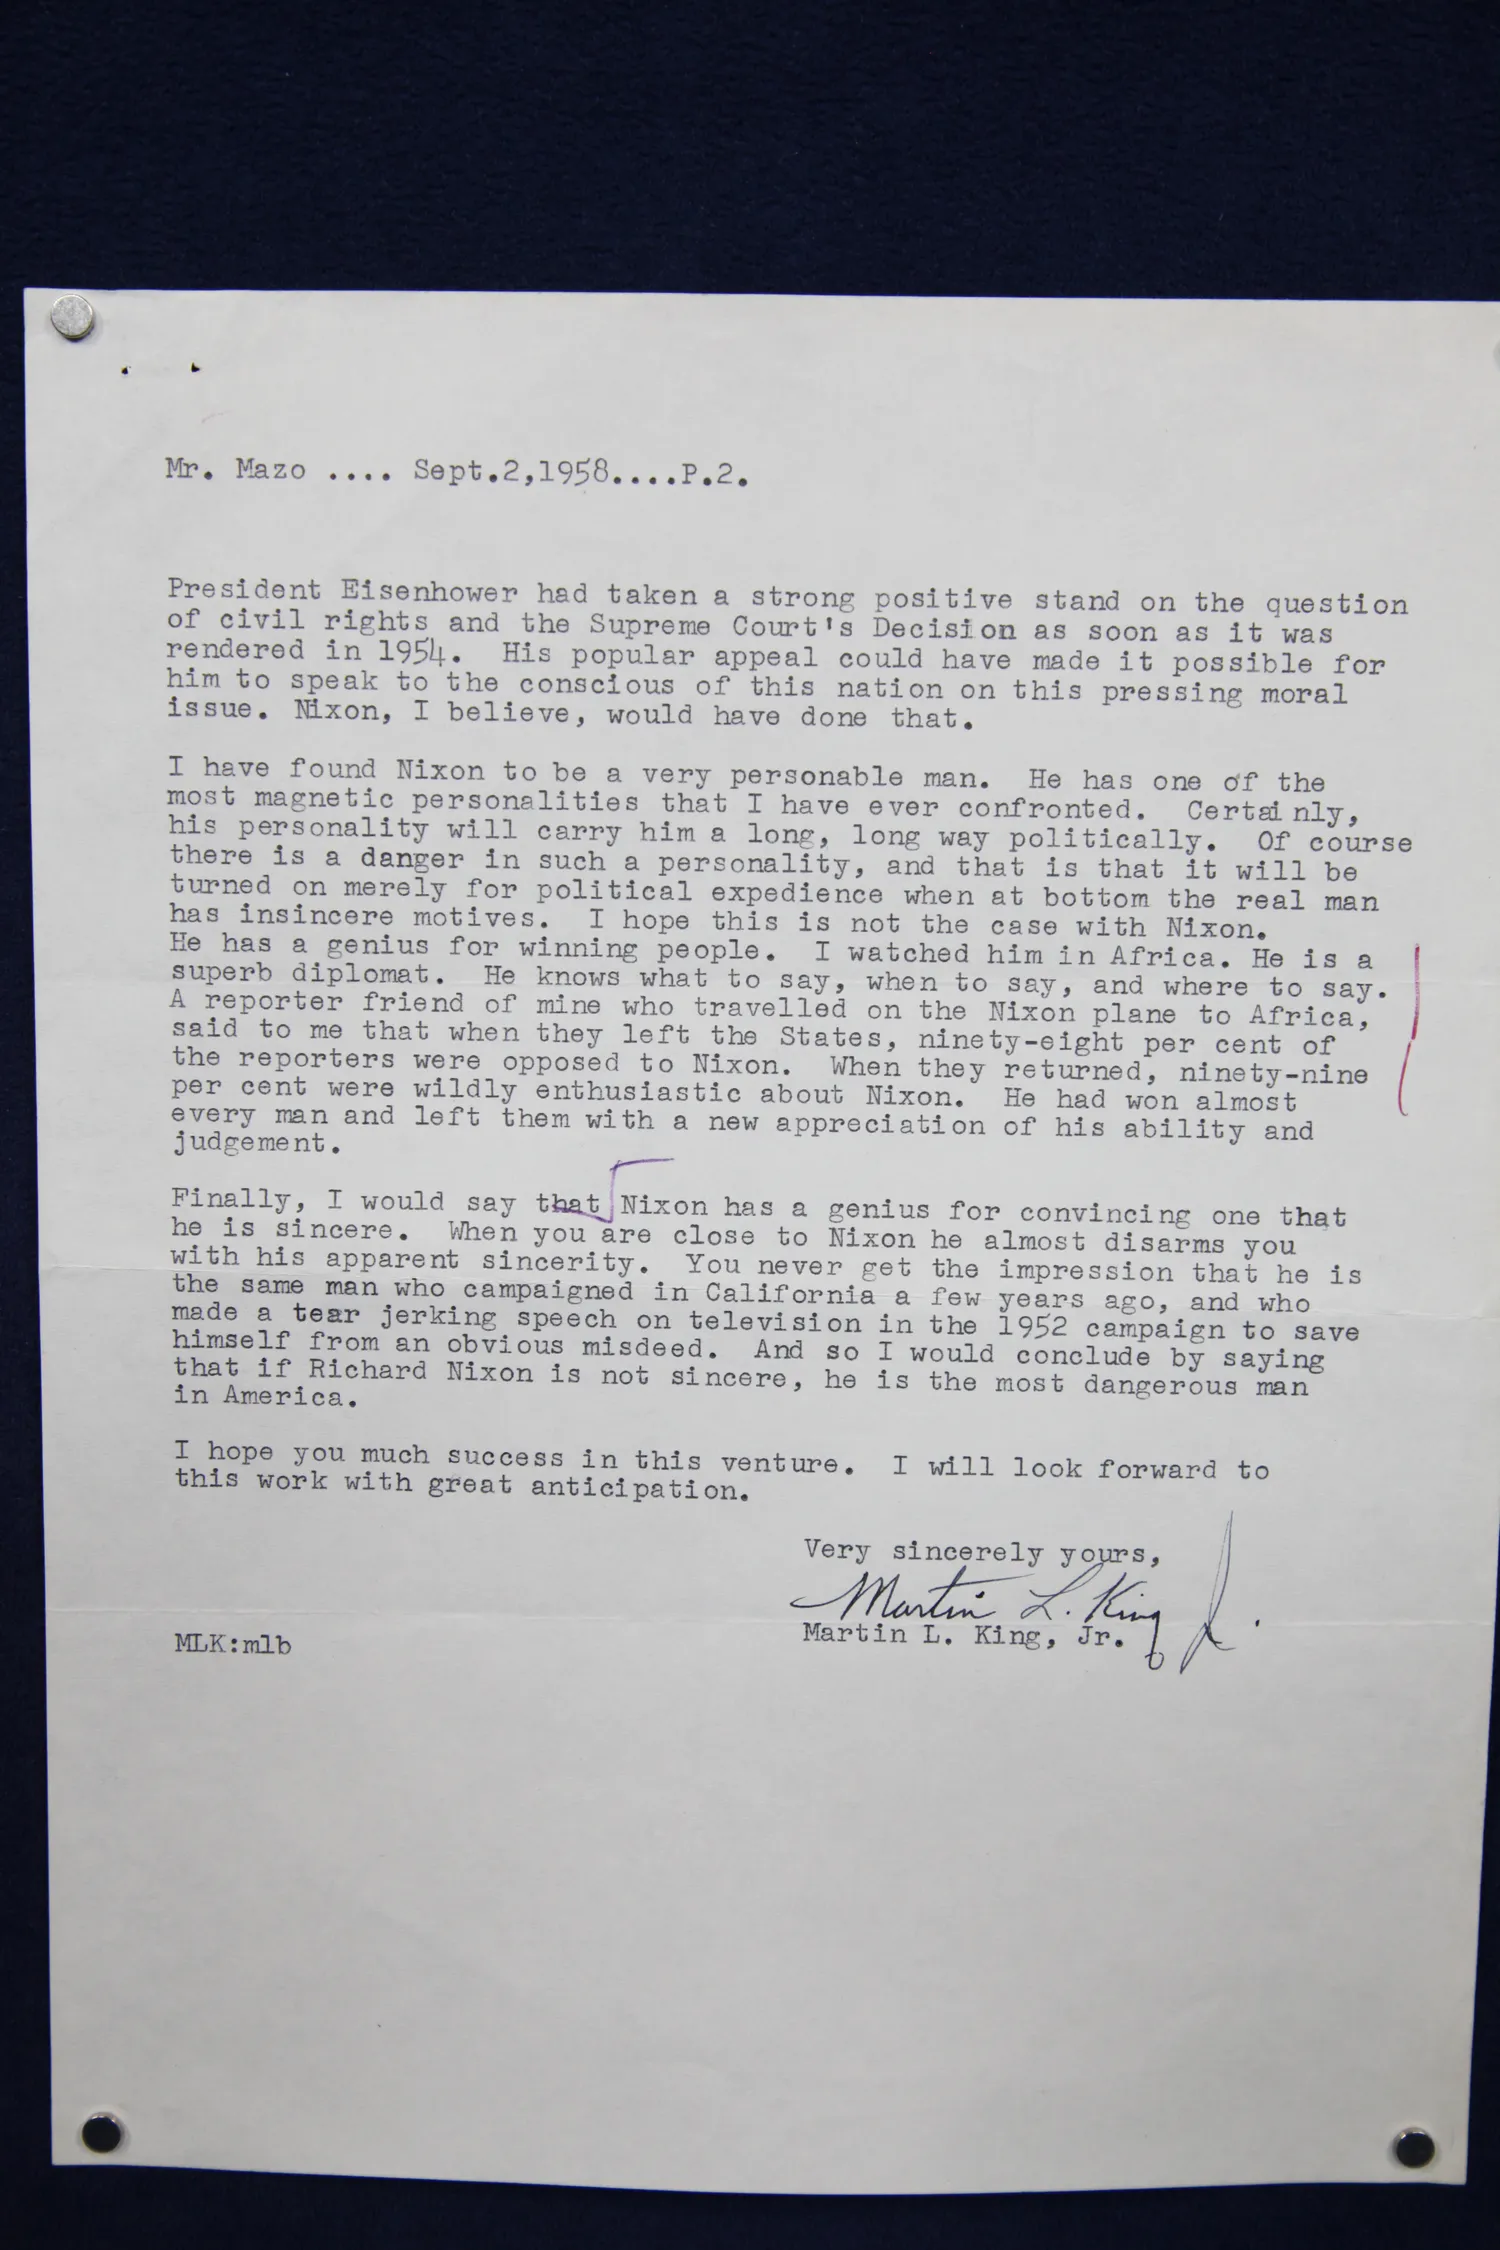 Mr. Mazo .... Sept.2,1958....P.2.
President Eisenhower had taken a strong positive stand on the question
of civil rights and the Supreme Court's Decision as soon as it was
rendered in 1954. His popular appeal could have made it possible for
him to speak to the conscious of this nation on this pressing moral
issue. Nixon, I believe, would have done that.
I have found Nixon to be a very personable man. He has one of the
most magnetic personalities that I have ever confronted. Certainly,
his personality will carry him a long, long way politically. Of course
there is a danger in such a personality, and that is that it will be
turned on merely for political expedience when at bottom the real man
has insincere motives. I hope this is not the case with Nixon.
He has a genius for winning people. I watched him in Africa. He is a
superb diplomat. He knows what to say, when to say, and where to say.
A reporter friend of mine who travelled on the Nixon plane to Africa,
said to me that when they left the States, ninety-eight per cent of
the reporters were opposed to Nixon. When they returned, ninety-nine
per cent were wildly enthusiastic about Nixon. He had won almost
every man and left them with a new appreciation of his ability and
judgement.
Finally, I would say that Nixon has a genius for convincing one that
he is sincere. When you are close to Nixon he almost disarms you
with his apparent sincerity. You never get the impression that he is
the same man who campaigned in California a few years ago, and who
made a tear jerking speech on television in the 1952 campaign to save
himself from an obvious misdeed. And so I would conclude by saying
that if Richard Nixon is not sincere, he is the most dangerous man
in America.
I hope you much success in this venture. I will look forward to
this work with great anticipation.
Very sincerely yours,
Martin L. King Jr.
Martin L. King, Jr.
MLK:mlb